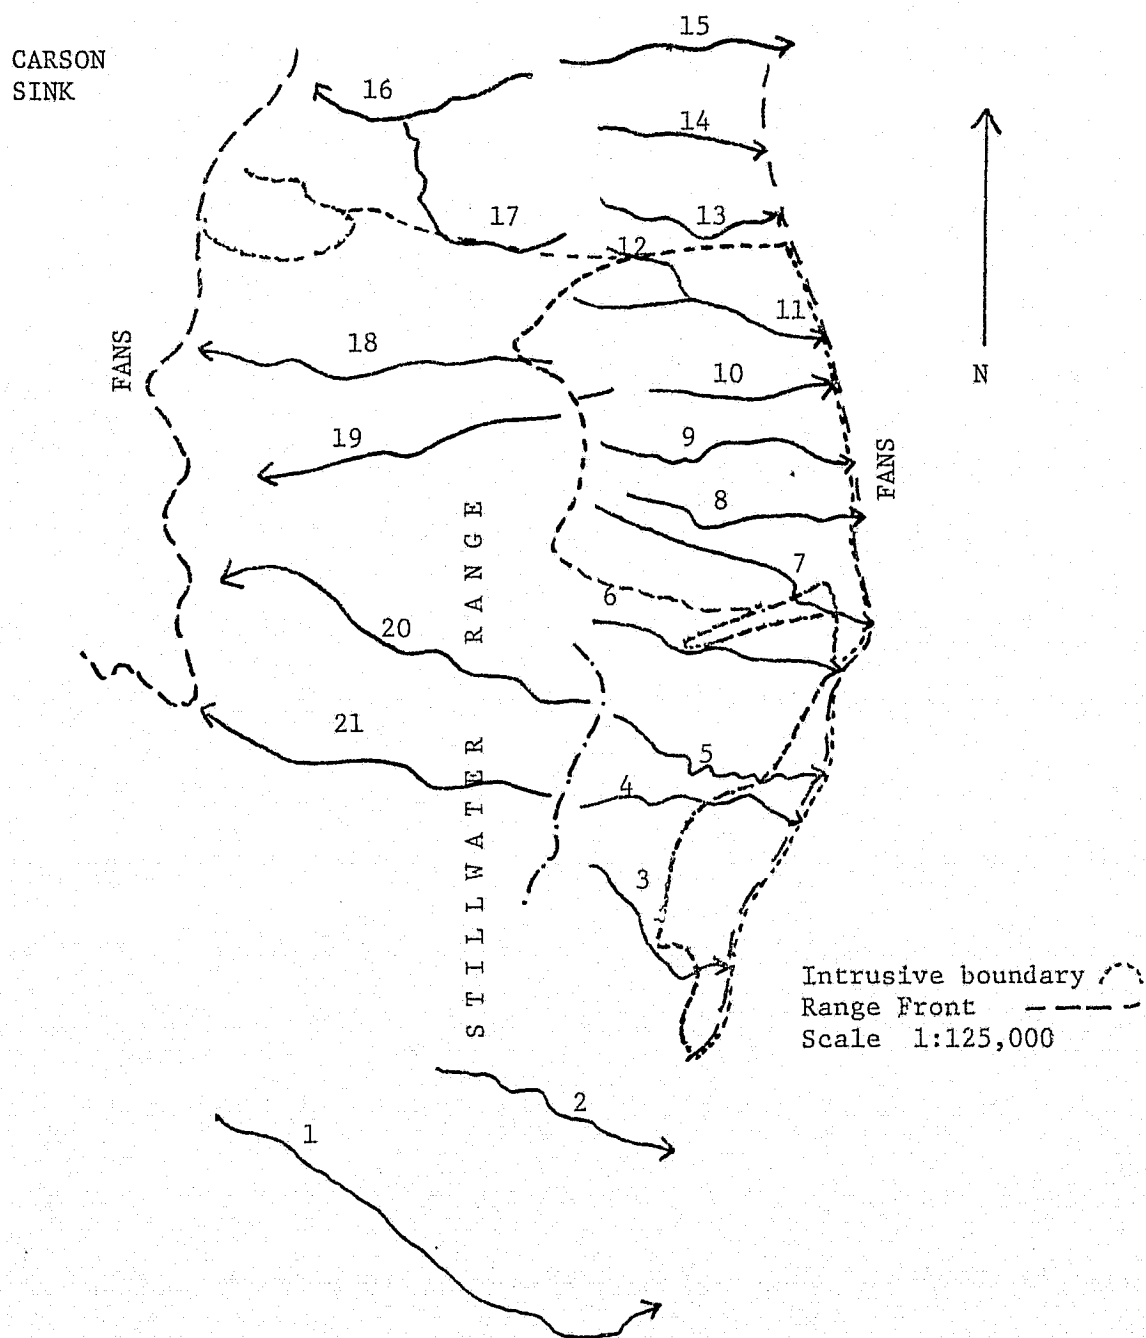 CARSON
SINK
15
16
14
13
17
12
11
FANS
18
10
19
9
FANS
8
7
6
20
21
5
4
3
STILLWATER RANGE
N
Intrusive boundary
Range Front
Scale 1:125,000
2
1